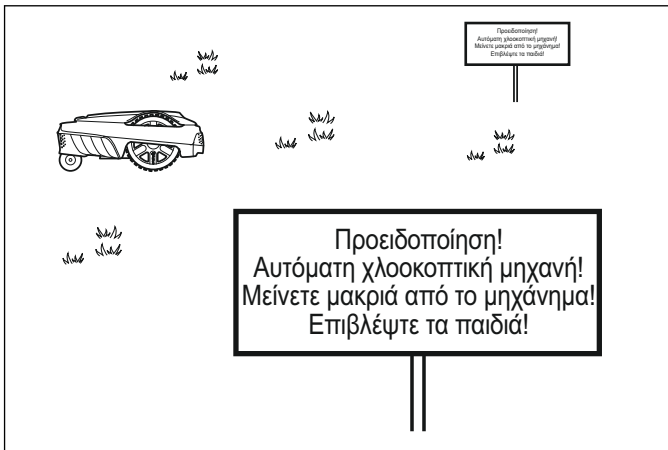 Προειδοποίηση!
Αυτόματη χλοοκοπτική μηχανή!
Μείνετε μακριά από το μηχάνημα!
Επιβλέψτε τα παιδιά!
Προειδοποίηση!
Αυτόματη χλοοκοπτική μηχανή!
Μείνετε μακριά από το μηχάνημα!
Επιβλέψτε τα παιδιά!